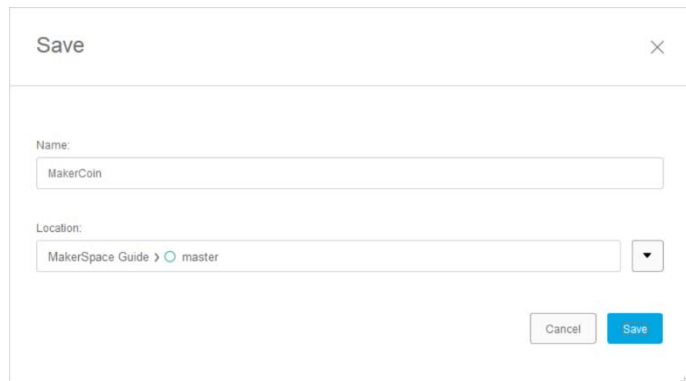 Save
Name:
MakerCoin
Location:
MakerSpace Guide > master
Cancel Save